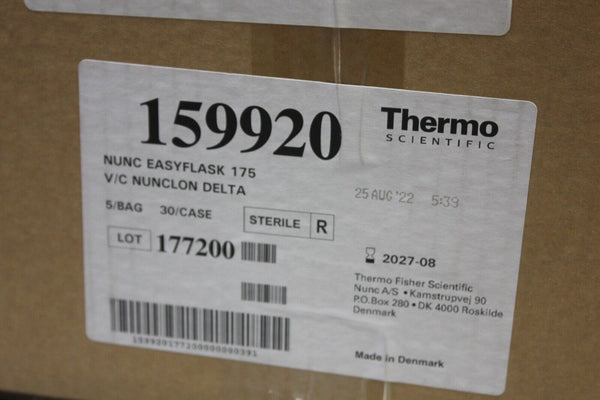 159920
Thermo
SCIENTIFIC
NUNC EASYFLASK 175
V/C NUNCLON DELTA
25 AUG '22 5:39
5/BAG 30/CASE
STERILE R
LOT 177200
2027-08
Thermo Fisher Scientific
Nunc A/S • Kamstrupvej 90
P.O.Box 280 • DK 4000 Roskilde
Denmark
Made in Denmark